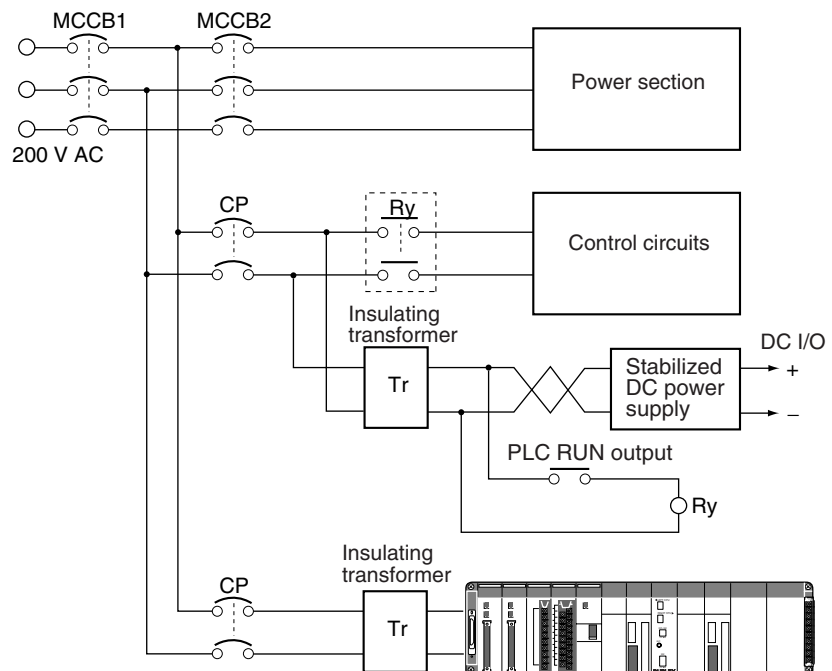 MCCB1
MCCB2
Power section
200 V AC
CP
Ry
Control circuits
Insulating
transformer
Tr
Stabilized
DC power
supply
DC I/O
+
−
PLC RUN output
Ry
Insulating
transformer
CP
Tr